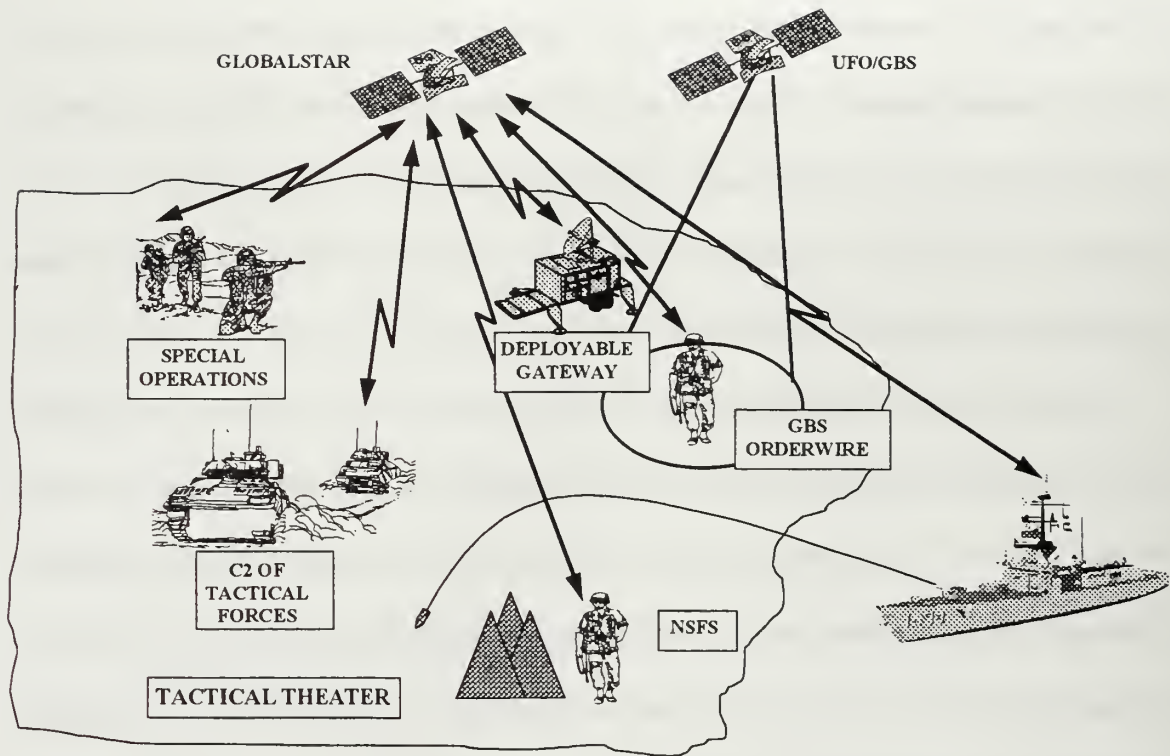 GLOBALSTAR
UFO/GBS
SPECIAL
OPERATIONS
DEPLOYABLE
GATEWAY
GBS
ORDERWIRE
C2 OF
TACTICAL
FORCES
NSFS
TACTICAL THEATER